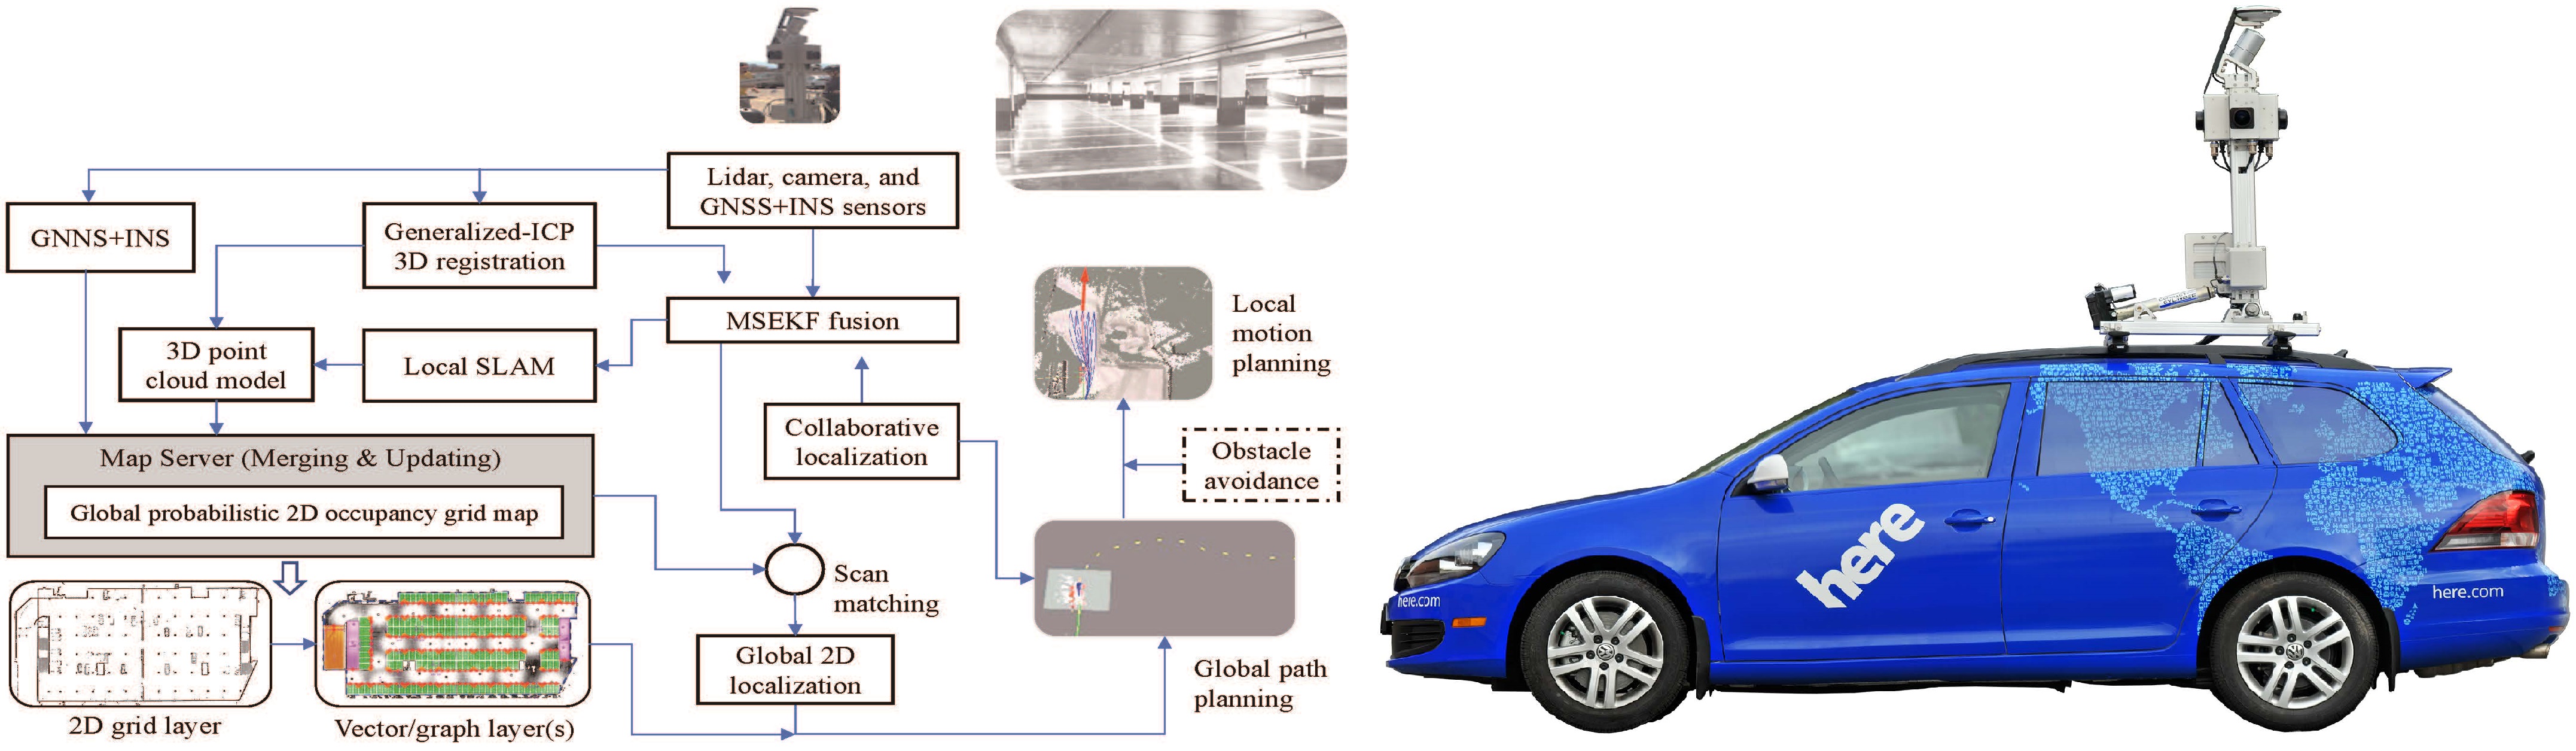 Lidar, camera, and
GNSS+INS sensors
GNNS+INS
Generalized-ICP
3D registration
MSEKF fusion
3D point
cloud model
Local SLAM
Local
motion
planning
Collaborative
localization
Obstacle
avoidance
Map Server (Merging & Updating)
Global probabilistic 2D occupancy grid map
Scan
matching
Global 2D
localization
Global path
planning
2D grid layer
Vector/graph layer(s)
here
here.com
here.com